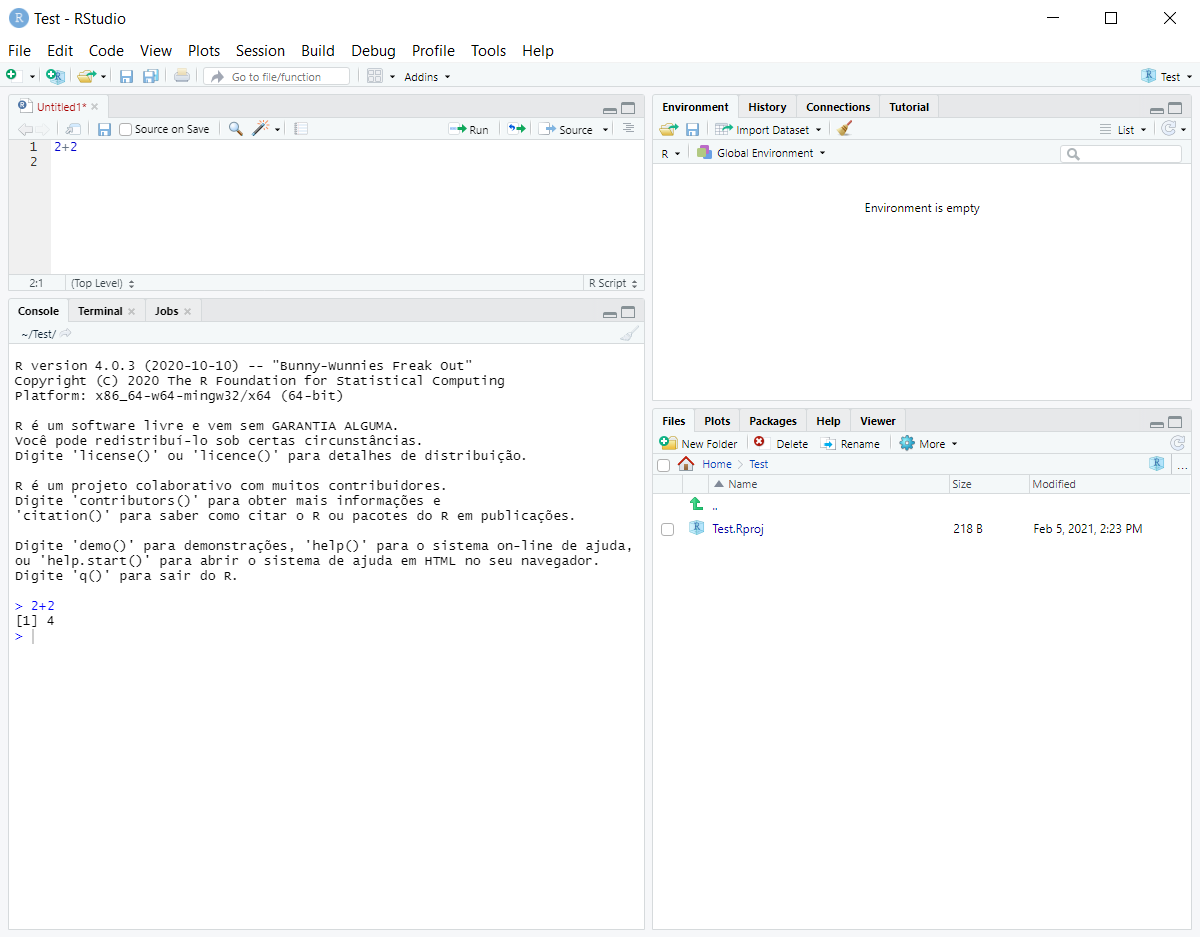 Test - RStudio
File Edit Code View Plots Session Build Debug Profile Tools Help
Go to file/function Addins Test
Untitled1*
Source on Save Run Source
1 2+2
2
2:1 (Top Level) R Script
Console Terminal Jobs
~/Test/
R version 4.0.3 (2020-10-10) -- "Bunny-Wunnies Freak Out"
Copyright (C) 2020 The R Foundation for Statistical Computing
Platform: x86_64-w64-mingw32/x64 (64-bit)
R é um software livre e vem sem GARANTIA ALGUMA.
Você pode redistribuí-lo sob certas circunstâncias.
Digite 'license()' ou 'licence()' para detalhes de distribuição.
R é um projeto colaborativo com muitos contribuidores.
Digite 'contributors()' para obter mais informações e
'citation()' para saber como citar o R ou pacotes do R em publicações.
Digite 'demo()' para demonstrações, 'help()' para o sistema on-line de ajuda,
ou 'help.start()' para abrir o sistema de ajuda em HTML no seu navegador.
Digite 'q()' para sair do R.
> 2+2
[1] 4
>
Environment History Connections Tutorial
Import Dataset List
R Global Environment
Environment is empty
Files Plots Packages Help Viewer
New Folder Delete Rename More
Home Test ...
Name Size Modified
..
Test.Rproj 218 B Feb 5, 2021, 2:23 PM